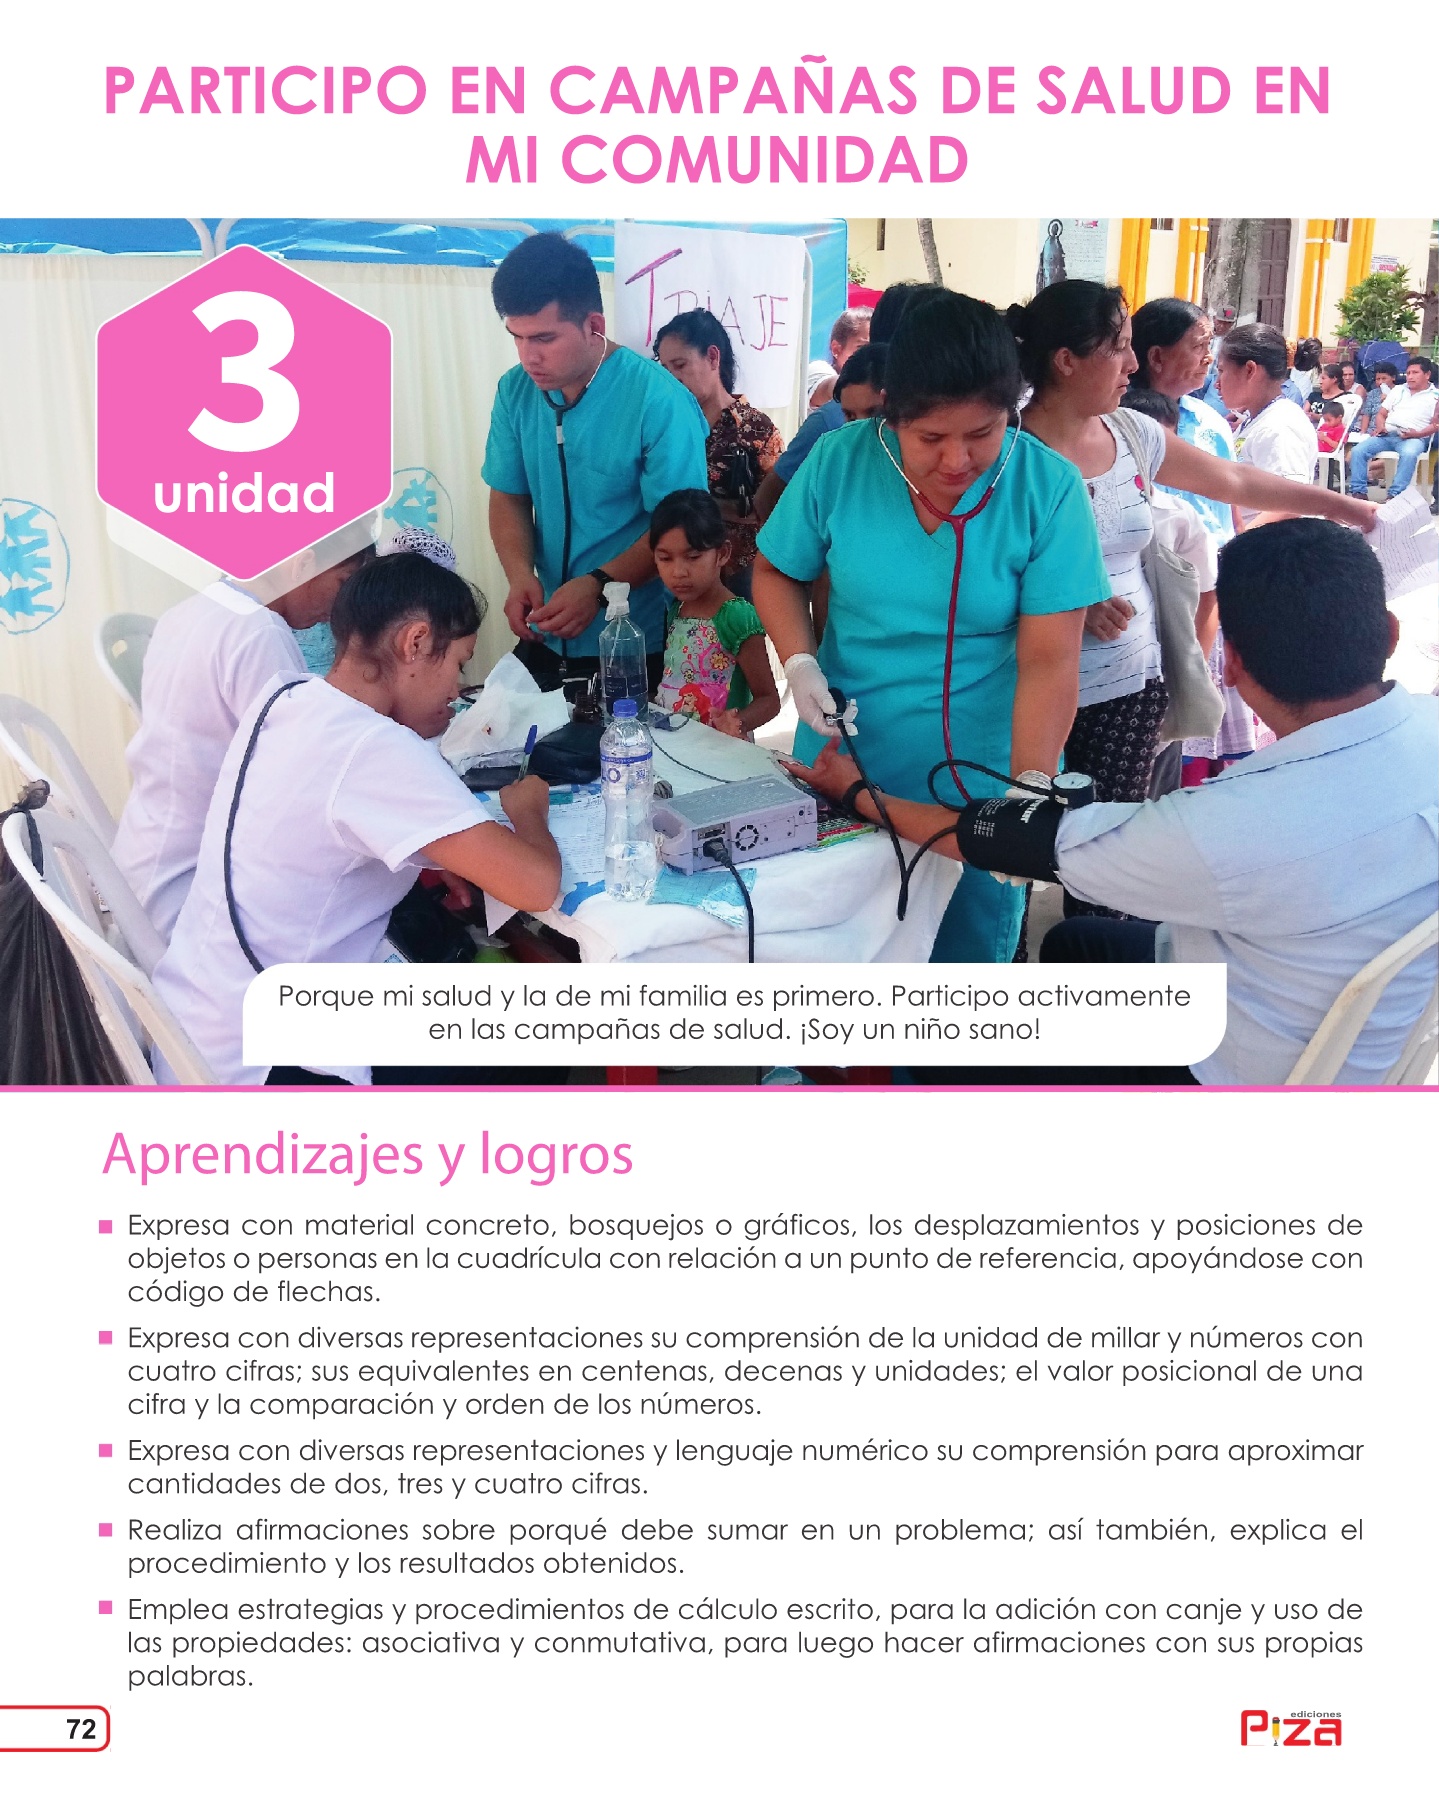 PARTICIPO EN CAMPAÑAS DE SALUD EN
MI COMUNIDAD
3
unidad
TRIAJE
Porque mi salud y la de mi familia es primero. Participo activamente
en las campañas de salud. ¡Soy un niño sano!
Aprendizajes y logros
Expresa con material concreto, bosquejos o gráficos, los desplazamientos y posiciones de
objetos o personas en la cuadrícula con relación a un punto de referencia, apoyándose con
código de flechas.
Expresa con diversas representaciones su comprensión de la unidad de millar y números con
cuatro cifras; sus equivalentes en centenas, decenas y unidades; el valor posicional de una
cifra y la comparación y orden de los números.
Expresa con diversas representaciones y lenguaje numérico su comprensión para aproximar
cantidades de dos, tres y cuatro cifras.
Realiza afirmaciones sobre porqué debe sumar en un problema; así también, explica el
procedimiento y los resultados obtenidos.
Emplea estrategias y procedimientos de cálculo escrito, para la adición con canje y uso de
las propiedades: asociativa y conmutativa, para luego hacer afirmaciones con sus propias
palabras.
72
ediciones
Piza